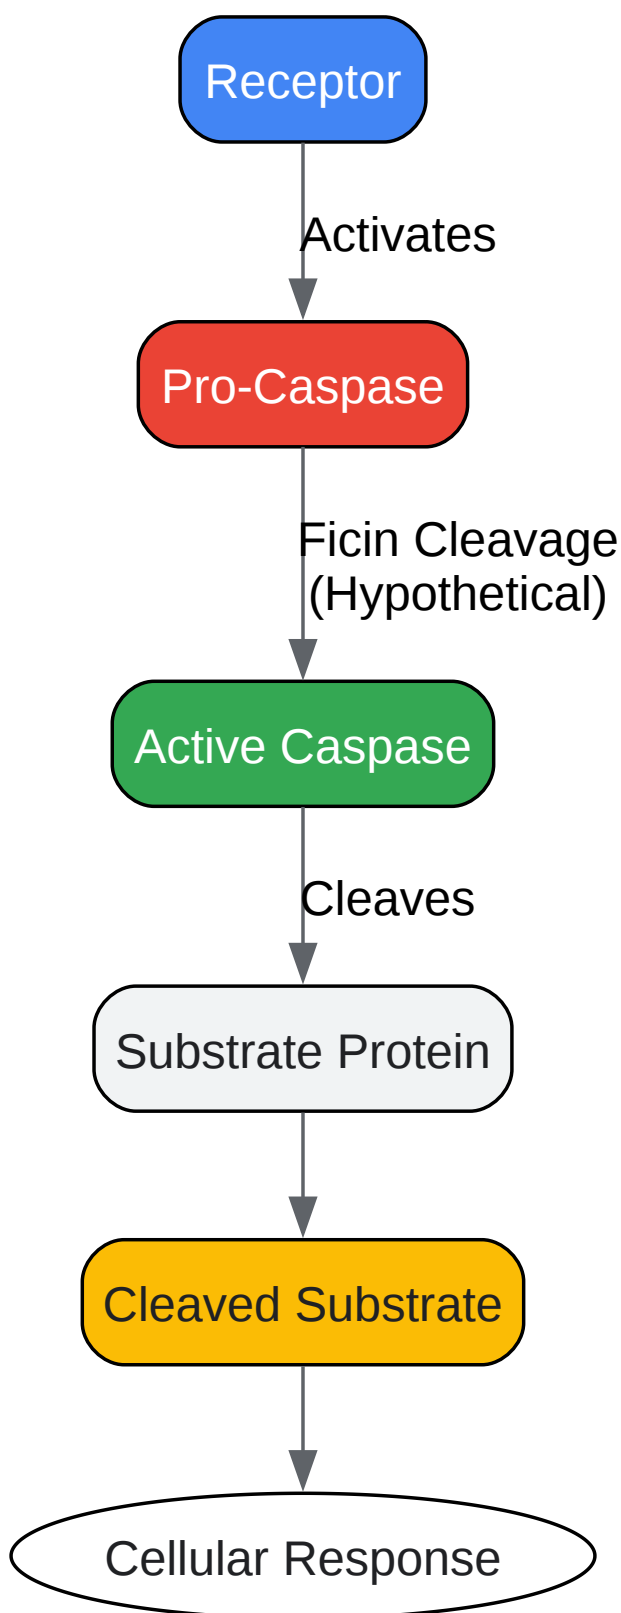 Receptor
Activates
Pro-Caspase
Ficin Cleavage
(Hypothetical)
Active Caspase
Cleaves
Substrate Protein
Cleaved Substrate
Cellular Response